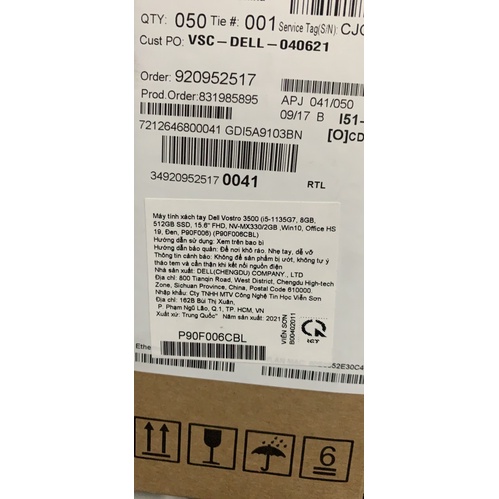 QTY: 050 Tie #: 001 Service Tag(S/N): CJC
Cust PO: VSC-DELL-040621
Order: 920952517
Prod.Order:831985895
APJ 041/050
09/17 B I51-
7212646800041 GDI5A9103BN
[O]CD
34920952517 0041
RTL
Máy tính xách tay Dell Vostro 3500 (i5-1135G7, 8GB,
512GB SSD, 15.6" FHD, NV-MX330/2GB ,Win10, Office HS
19, Đen, P90F006) (P90F006CBL)
Hướng dẫn sử dụng: Xem trên bao bì
Hướng dẫn bảo quản: Để nơi khô ráo. Nhẹ tay, dễ vỡ
Thông tin cảnh báo: Không để sản phẩm bị ướt, không tự ý
tháo tem và cẩn thận khi kết nối nguồn điện
Nhà sản xuất: DELL(CHENGDU) COMPANY., LTD
Địa chỉ: 800 Tianqin Road, West District, Chengdu High-tech
Zone, Sichuan Province, China, Postal Code 610000.
Nhập khẩu: Cty TNHH MTV Công Nghệ Tin Học Viễn Sơn
Địa chỉ: 162B Bùi Thị Xuân,
P. Phạm Ngũ Lão, Q.1, TP. HCM, VN
Xuất xứ: Trung Quốc" Năm sản xuất: 2021
VIỄN SƠN
B00402011
ICT
P90F006CBL
Ethe
52E30C4
6